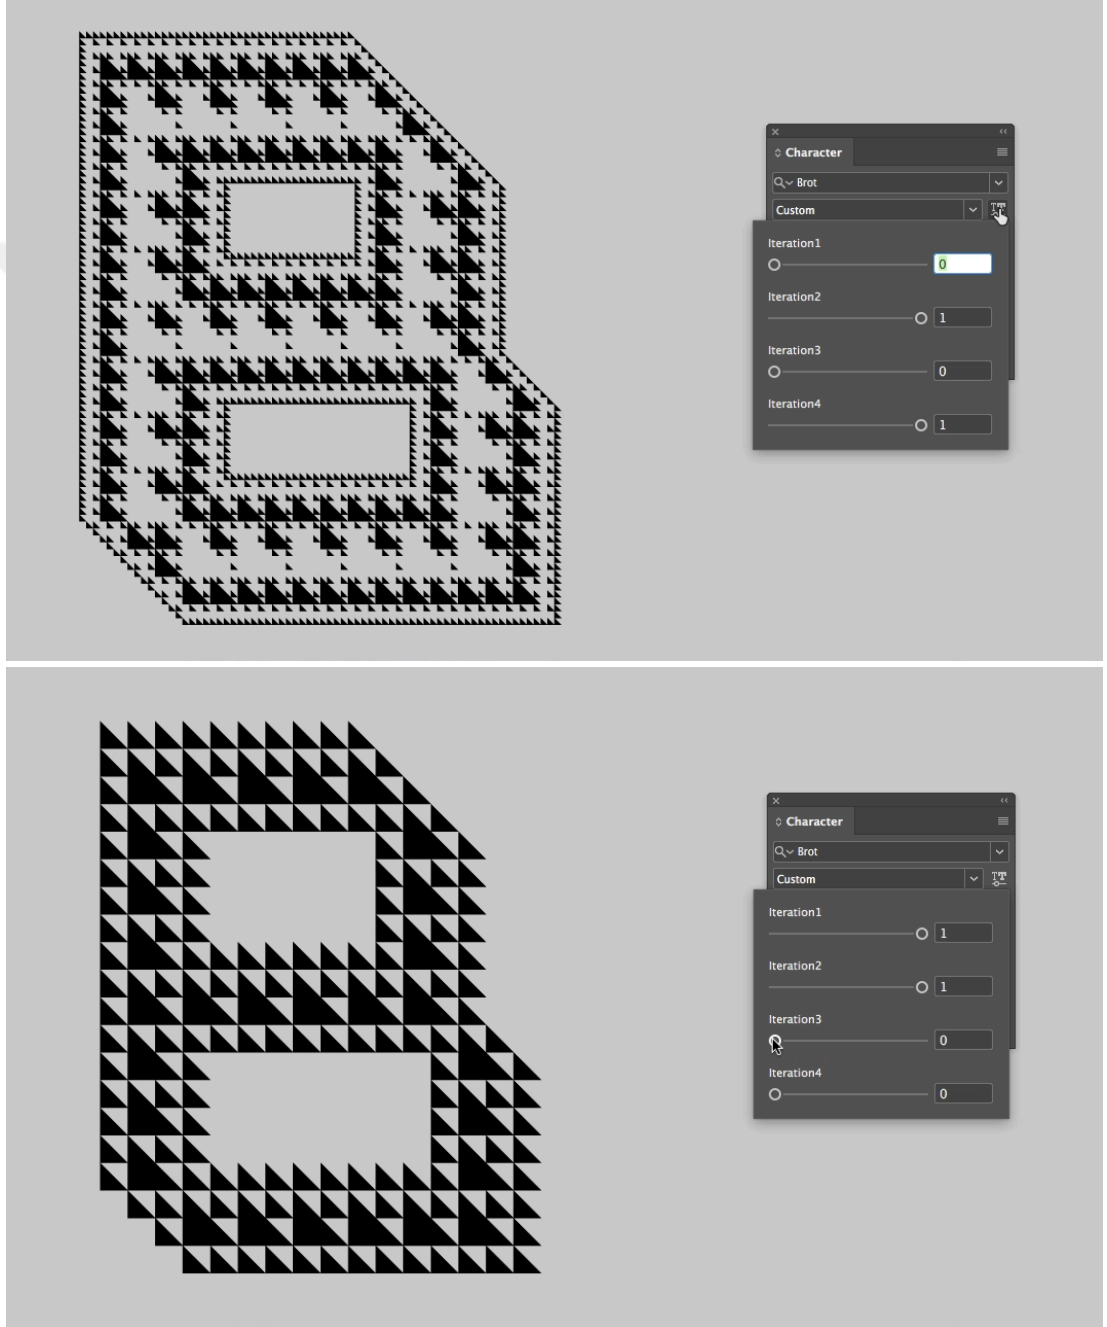 B
Character
Brot
Custom
Iteration1
0
Iteration2
1
Iteration3
0
Iteration4
1
B
Character
Brot
Custom
Iteration1
1
Iteration2
1
Iteration3
0
Iteration4
0